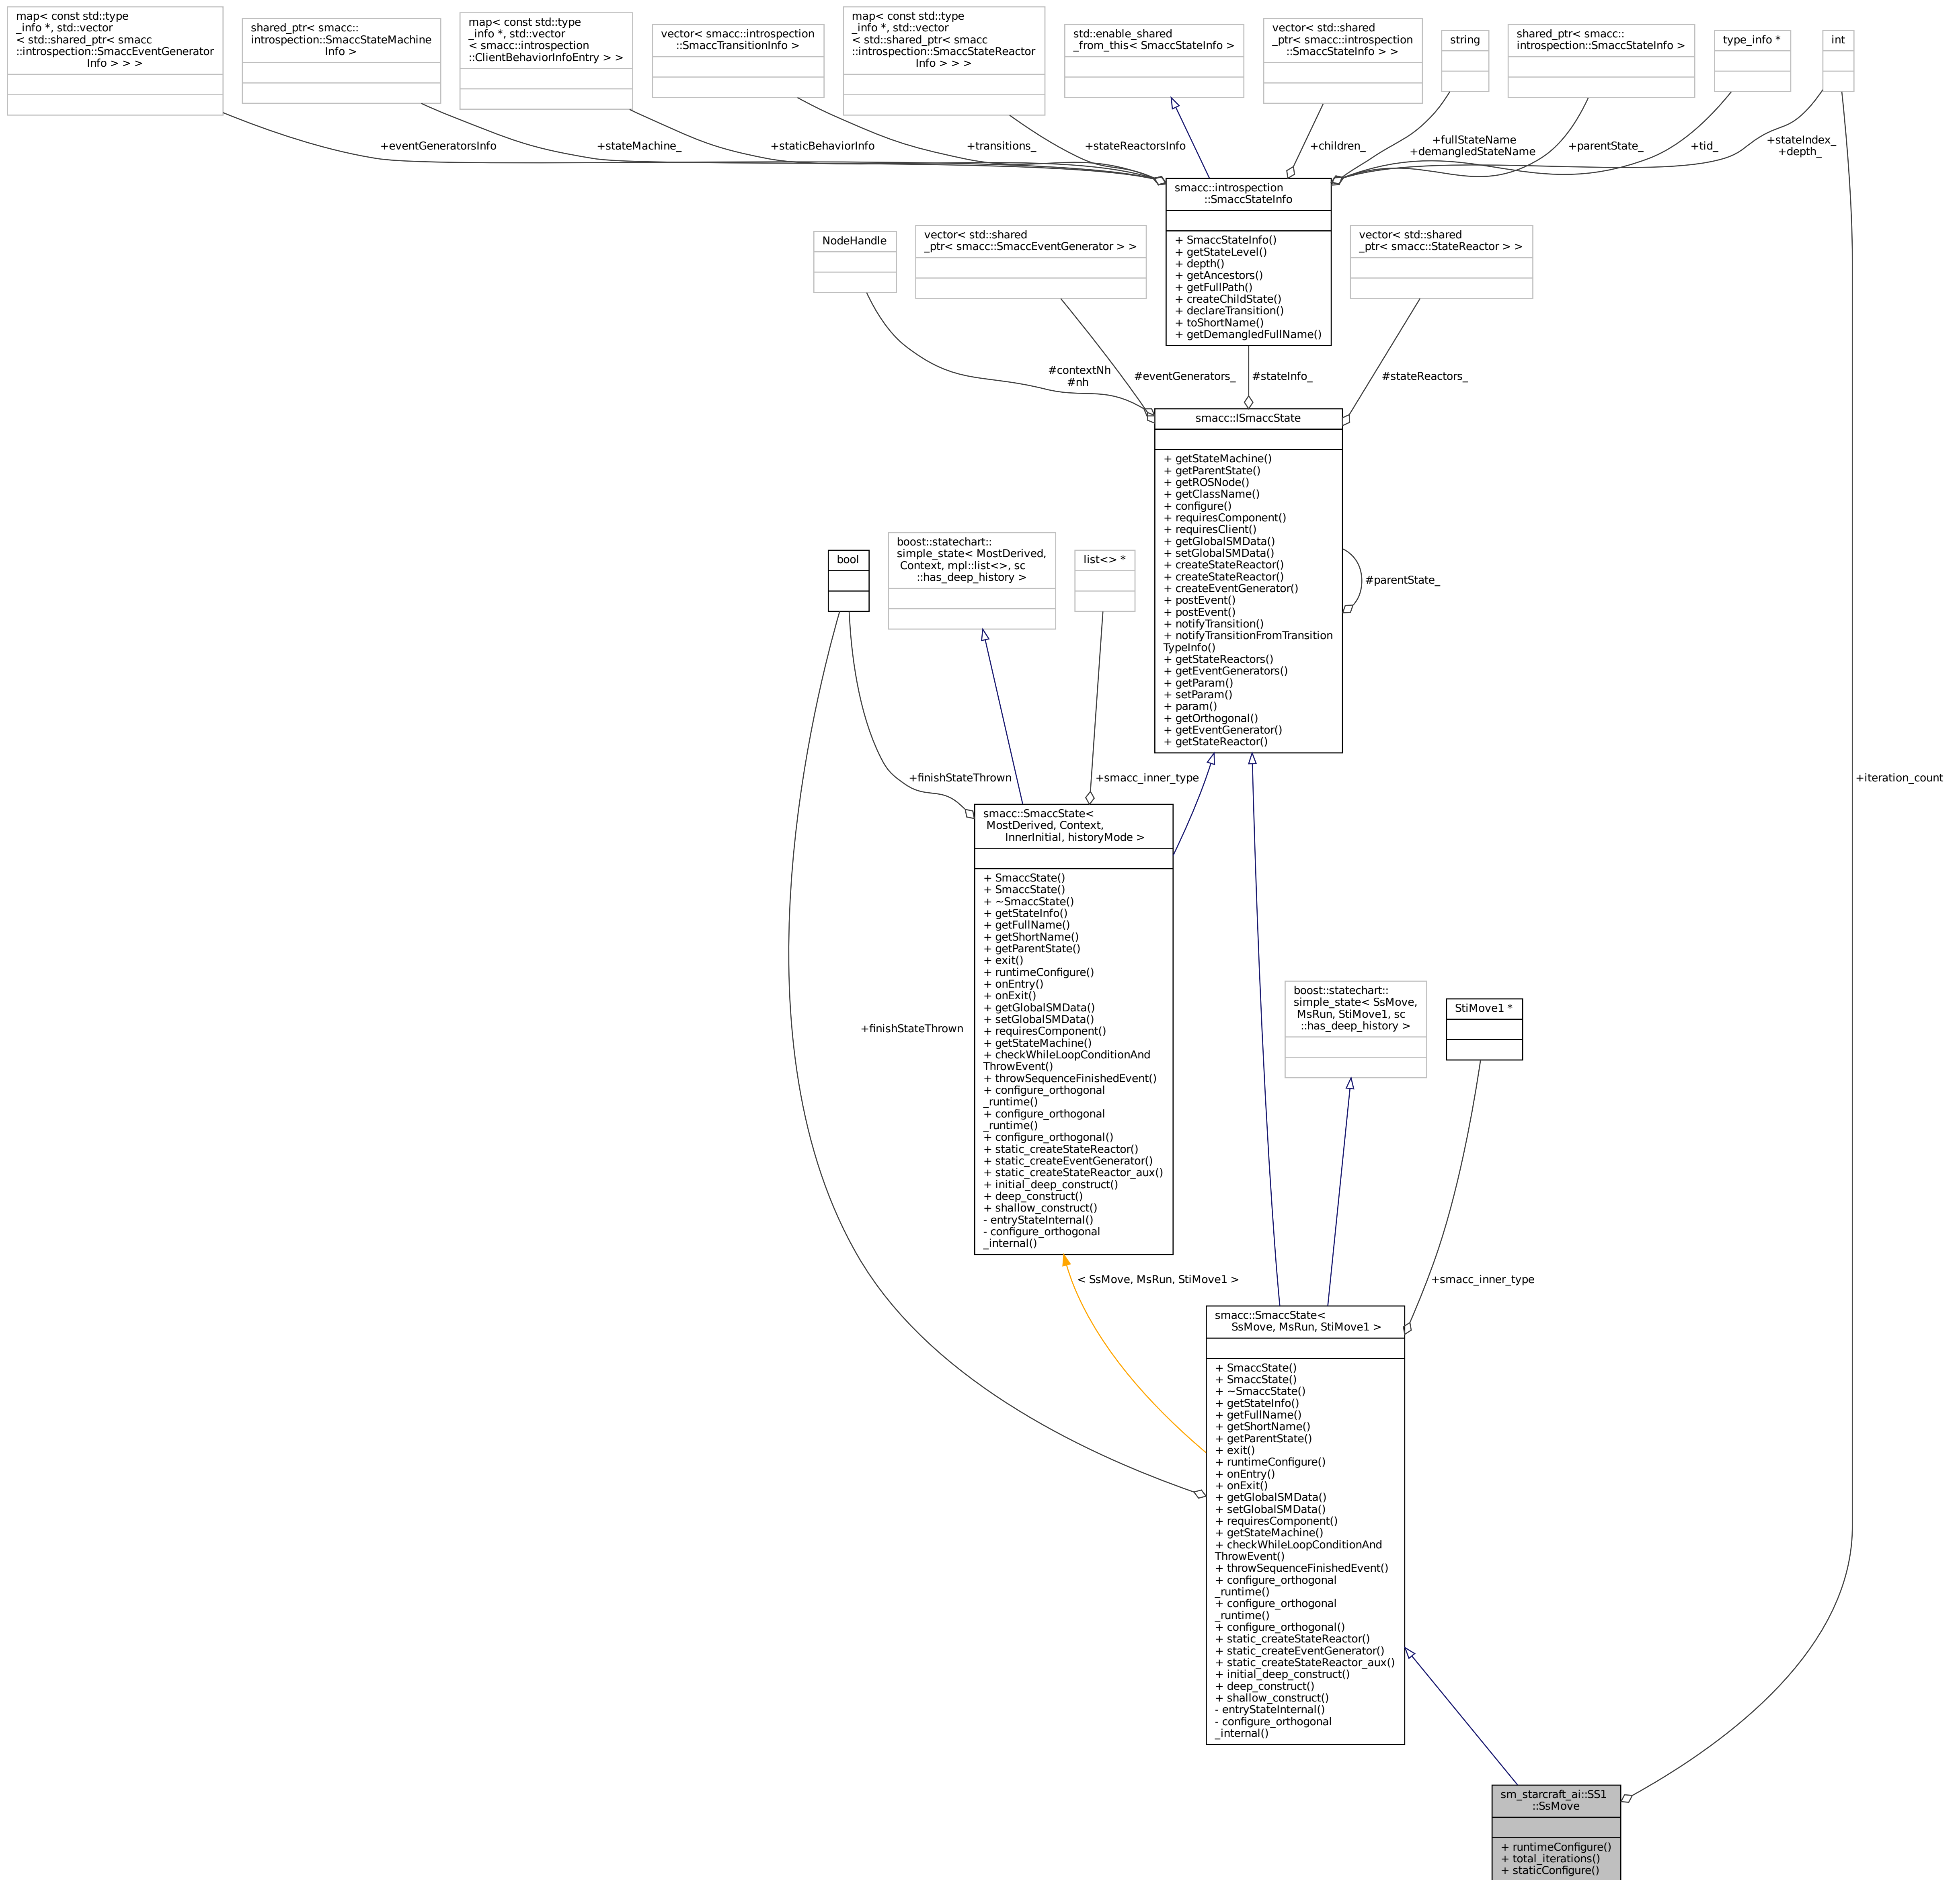 map< const std::type
_info *, std::vector
< std::shared_ptr< smacc
::introspection::SmaccEventGenerator
Info > > >
shared_ptr< smacc::
introspection::SmaccStateMachine
Info >
map< const std::type
_info *, std::vector
< smacc::introspection
::ClientBehaviorInfoEntry > >
vector< smacc::introspection
::SmaccTransitionInfo >
map< const std::type
_info *, std::vector
< std::shared_ptr< smacc
::introspection::SmaccStateReactor
Info > > >
std::enable_shared
_from_this< SmaccStateInfo >
vector< std::shared
_ptr< smacc::introspection
::SmaccStateInfo > >
string
shared_ptr< smacc::
introspection::SmaccStateInfo >
type_info *
int
+eventGeneratorsInfo
+stateMachine_
+staticBehaviorInfo
+transitions_
+stateReactorsInfo
+children_
+fullStateName
+demangledStateName
+parentState_
+tid_
+stateIndex_
+depth_
smacc::introspection
::SmaccStateInfo
+ SmaccStateInfo()
+ getStateLevel()
+ depth()
+ getAncestors()
+ getFullPath()
+ createChildState()
+ declareTransition()
+ toShortName()
+ getDemangledFullName()
NodeHandle
vector< std::shared
_ptr< smacc::SmaccEventGenerator > >
vector< std::shared
_ptr< smacc::StateReactor > >
#contextNh
#nh
#eventGenerators_
#stateInfo_
#stateReactors_
smacc::ISmaccState
+ getStateMachine()
+ getParentState()
+ getROSNode()
+ getClassName()
+ configure()
+ requiresComponent()
+ requiresClient()
+ getGlobalSMData()
+ setGlobalSMData()
+ createStateReactor()
+ createStateReactor()
+ createEventGenerator()
+ postEvent()
+ postEvent()
+ notifyTransition()
+ notifyTransitionFromTransition
TypeInfo()
+ getStateReactors()
+ getEventGenerators()
+ getParam()
+ setParam()
+ param()
+ getOrthogonal()
+ getEventGenerator()
+ getStateReactor()
#parentState_
bool
boost::statechart::
simple_state< MostDerived,
Context, mpl::list<>, sc
::has_deep_history >
list<> *
+finishStateThrown
+smacc_inner_type
+iteration_count
smacc::SmaccState<
MostDerived, Context,
InnerInitial, historyMode >
+ SmaccState()
+ SmaccState()
+ ~SmaccState()
+ getStateInfo()
+ getFullName()
+ getShortName()
+ getParentState()
+ exit()
+ runtimeConfigure()
+ onEntry()
+ onExit()
+ getGlobalSMData()
+ setGlobalSMData()
+ requiresComponent()
+ getStateMachine()
+ checkWhileLoopConditionAnd
ThrowEvent()
+ throwSequenceFinishedEvent()
+ configure_orthogonal
_runtime()
+ configure_orthogonal
_runtime()
+ configure_orthogonal()
+ static_createStateReactor()
+ static_createEventGenerator()
+ static_createStateReactor_aux()
+ initial_deep_construct()
+ deep_construct()
+ shallow_construct()
- entryStateInternal()
- configure_orthogonal
_internal()
+finishStateThrown
boost::statechart::
simple_state< SsMove,
MsRun, StiMove1, sc
::has_deep_history >
StiMove1 *
< SsMove, MsRun, StiMove1 >
+smacc_inner_type
smacc::SmaccState<
SsMove, MsRun, StiMove1 >
+ SmaccState()
+ SmaccState()
+ ~SmaccState()
+ getStateInfo()
+ getFullName()
+ getShortName()
+ getParentState()
+ exit()
+ runtimeConfigure()
+ onEntry()
+ onExit()
+ getGlobalSMData()
+ setGlobalSMData()
+ requiresComponent()
+ getStateMachine()
+ checkWhileLoopConditionAnd
ThrowEvent()
+ throwSequenceFinishedEvent()
+ configure_orthogonal
_runtime()
+ configure_orthogonal
_runtime()
+ configure_orthogonal()
+ static_createStateReactor()
+ static_createEventGenerator()
+ static_createStateReactor_aux()
+ initial_deep_construct()
+ deep_construct()
+ shallow_construct()
- entryStateInternal()
- configure_orthogonal
_internal()
sm_starcraft_ai::SS1
::SsMove
+ runtimeConfigure()
+ total_iterations()
+ staticConfigure()